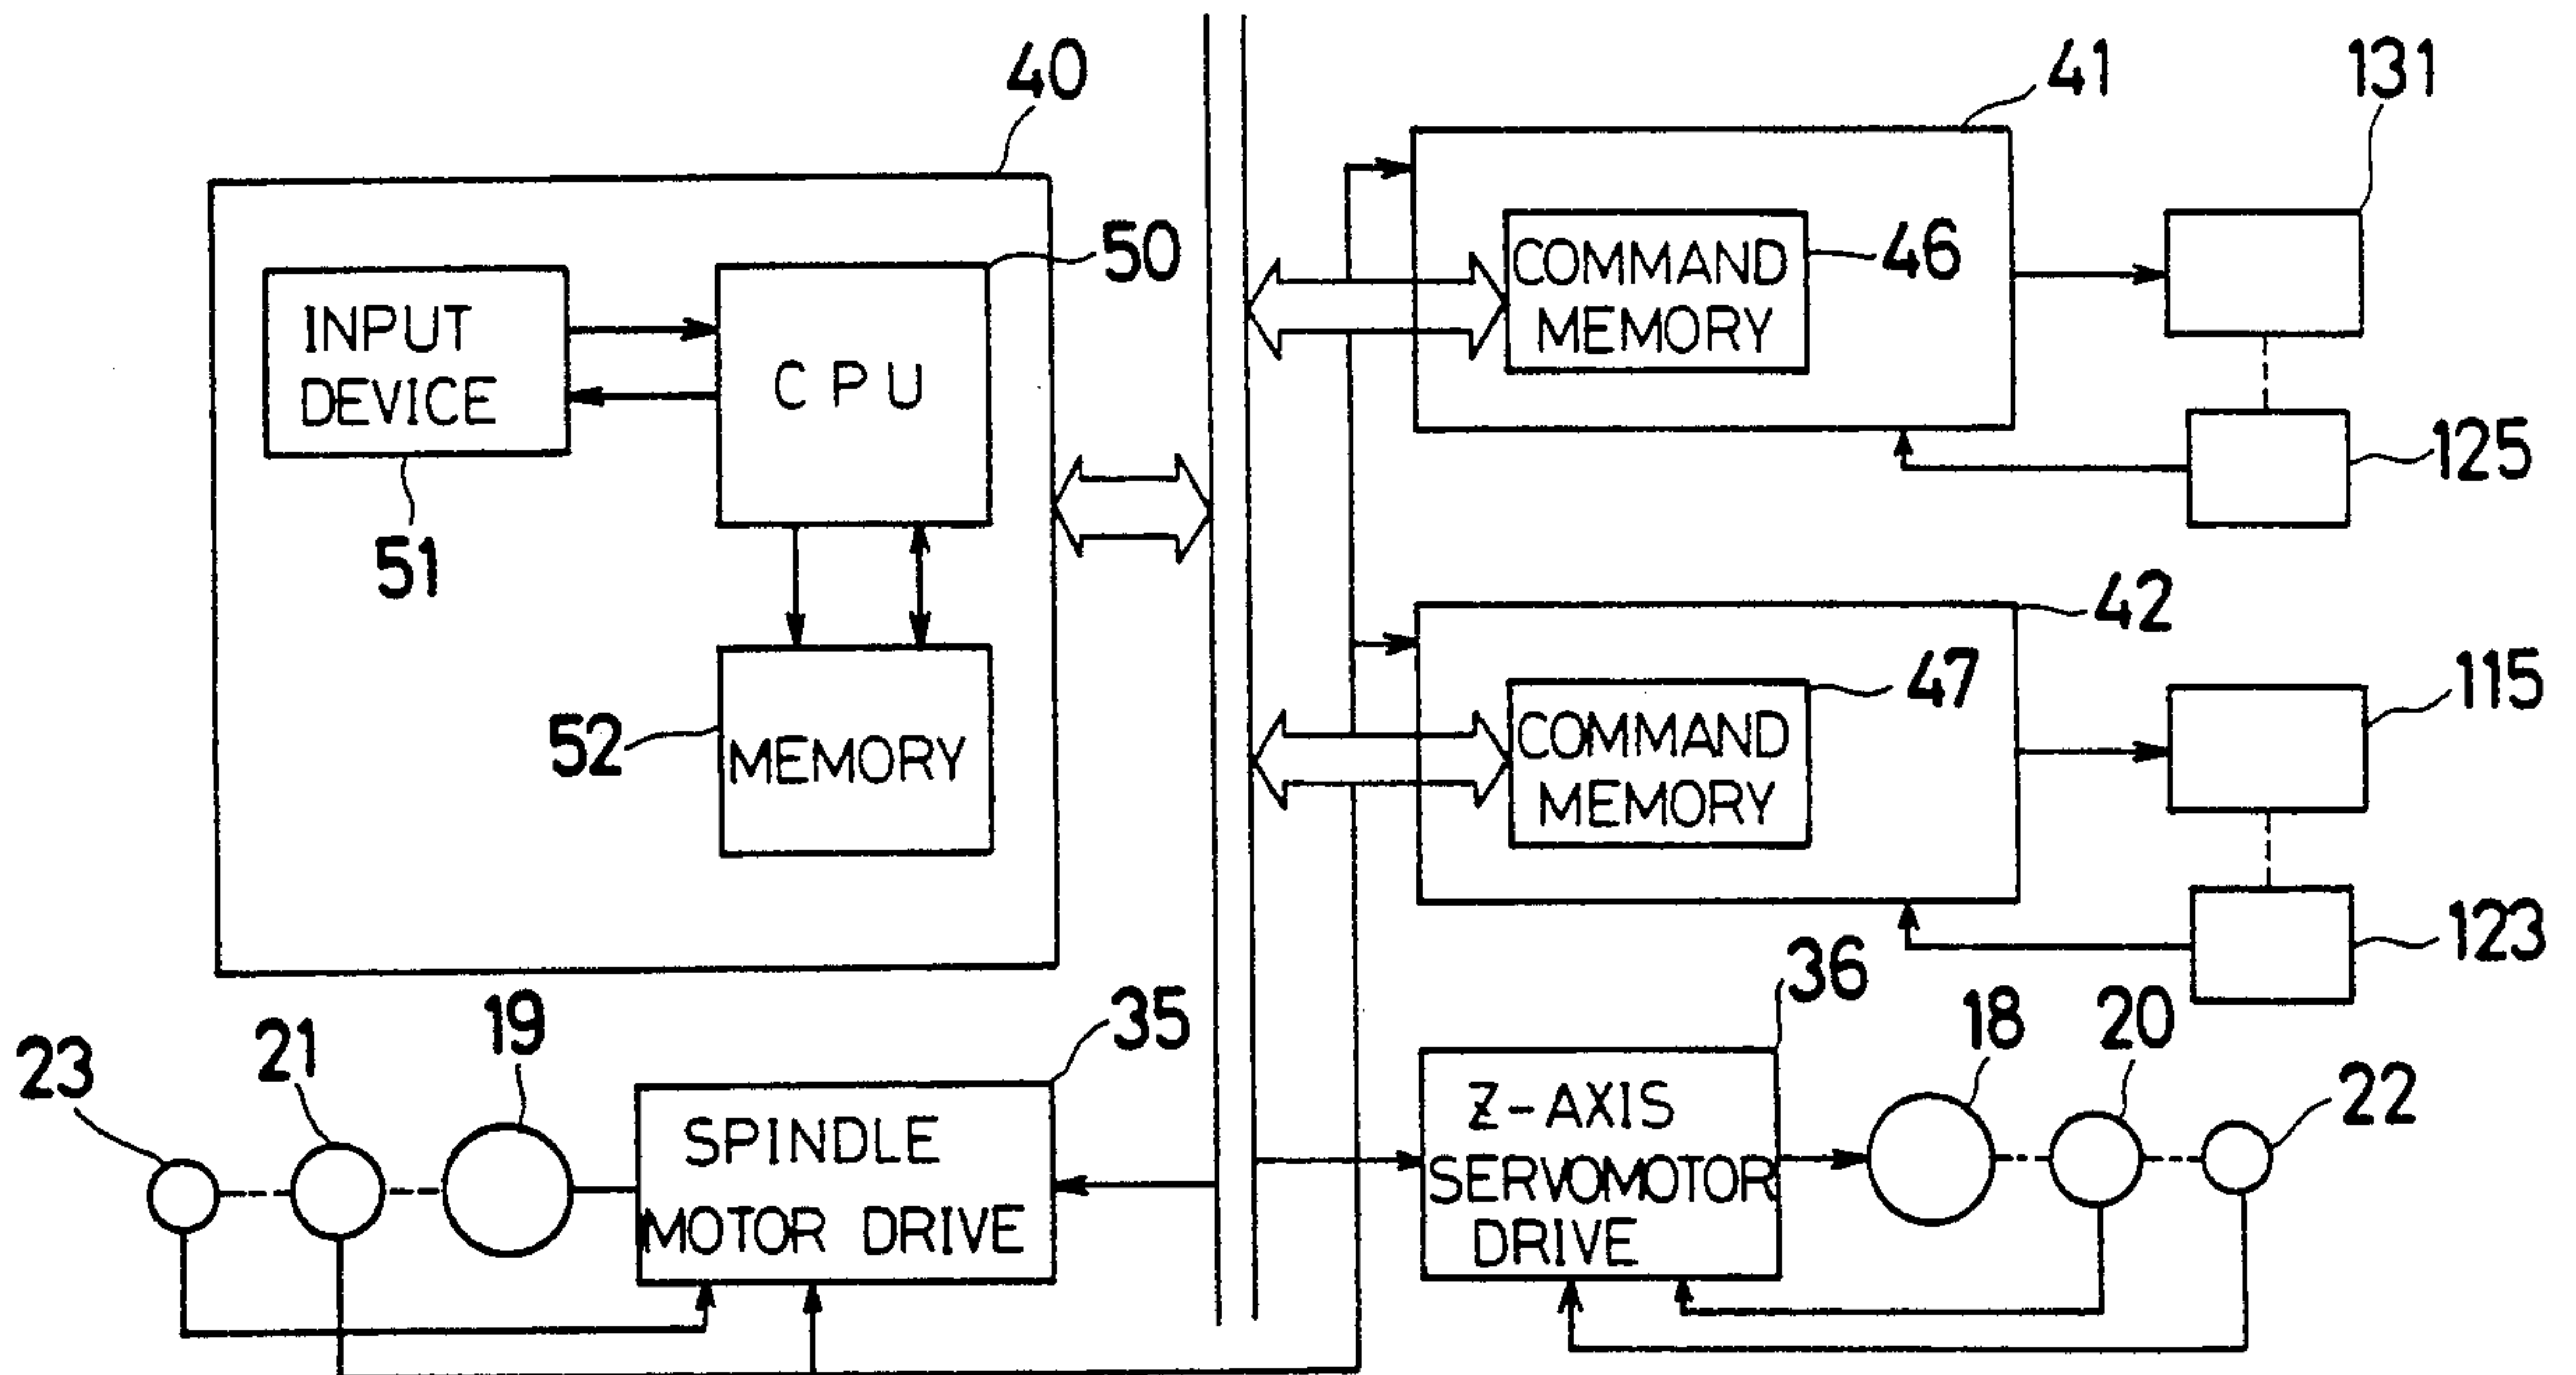 40
INPUT
DEVICE
51
CPU
50
52
MEMORY
41
COMMAND
MEMORY
46
131
125
42
COMMAND
MEMORY
47
115
123
23
21
19
SPINDLE
MOTOR DRIVE
35
Z-AXIS
SERVOMOTOR
DRIVE
36
18
20
22